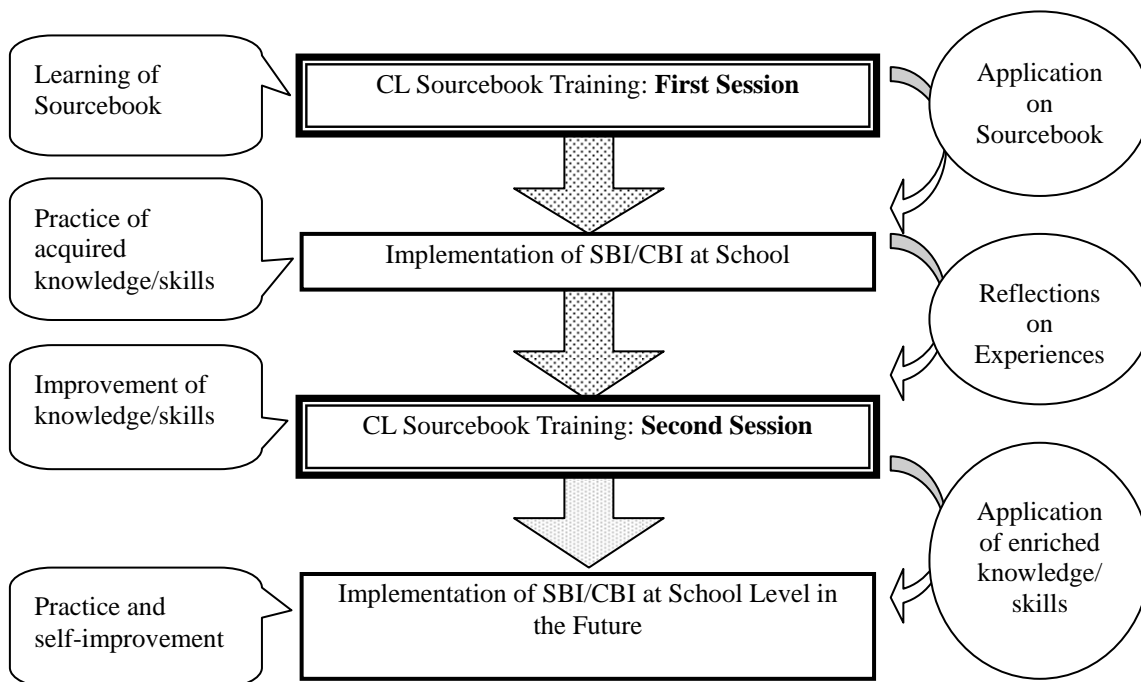 Learning of
Sourcebook
CL Sourcebook Training: First Session
Application
on
Sourcebook
Practice of
acquired
knowledge/skills
Implementation of SBI/CBI at School
Reflections
on
Experiences
Improvement of
knowledge/skills
CL Sourcebook Training: Second Session
Application
of enriched
knowledge/
skills
Practice and
self-improvement
Implementation of SBI/CBI at School Level in
the Future